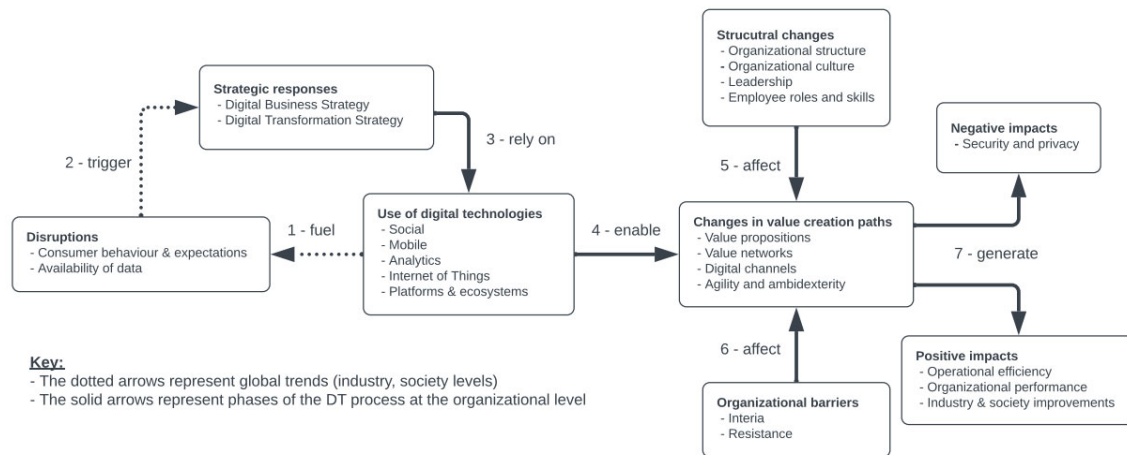 Strucutral changes
- Organizational structure
- Organizational culture
- Leadership
- Employee roles and skills
Strategic responses
- Digital Business Strategy
- Digital Transformation Strategy
3 - rely on
Negative impacts
- Security and privacy
2 - trigger
5 - affect
Use of digital technologies
- Social
- Mobile
- Analytics
- Internet of Things
- Platforms & ecosystems
Changes in value creation paths
- Value propositions
- Value networks
- Digital channels
- Agility and ambidexterity
Disruptions
- Consumer behaviour & expectations
- Availability of data
1 - fuel
4 - enable
7 - generate
6 - affect
Positive impacts
- Operational efficiency
- Organizational performance
- Industry & society improvements
Key:
- The dotted arrows represent global trends (industry, society levels)
- The solid arrows represent phases of the DT process at the organizational level
Organizational barriers
- Interia
- Resistance